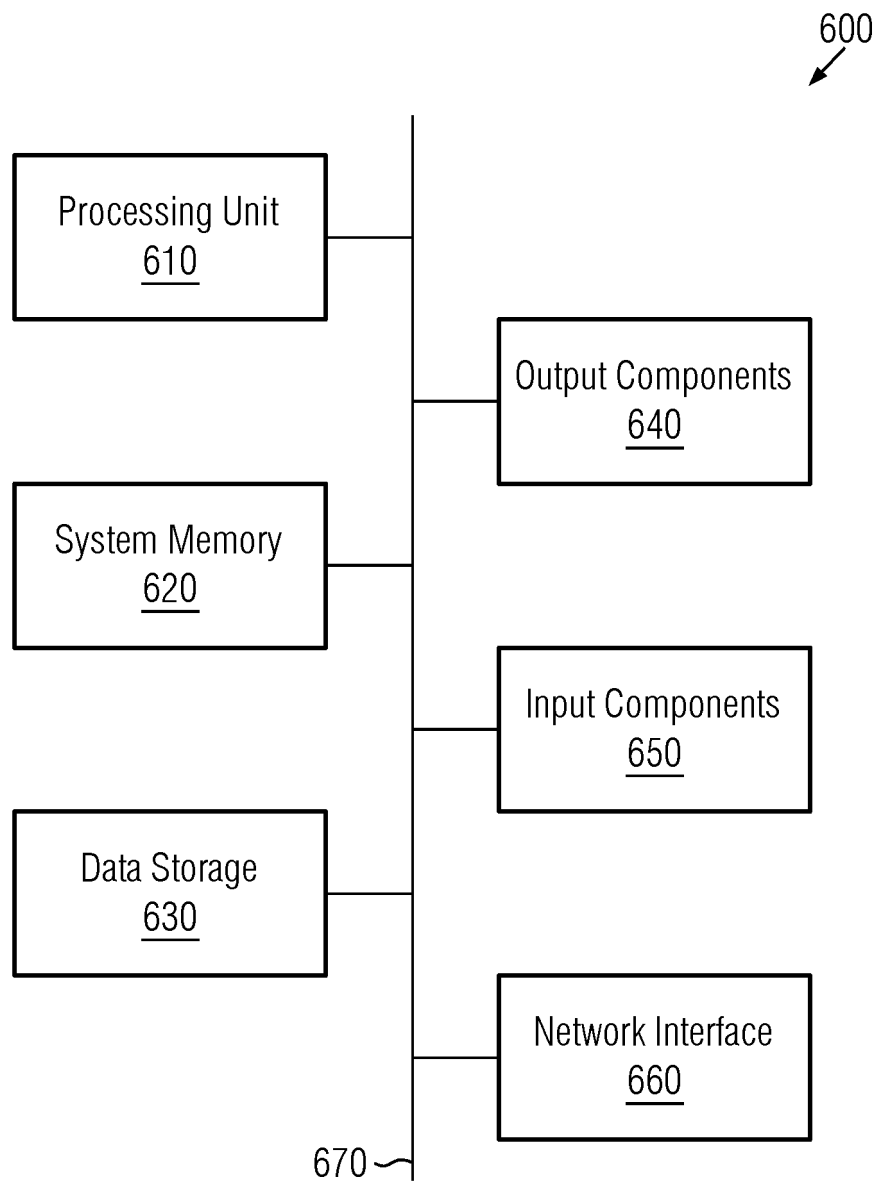 600
Processing Unit
610
Output Components
640
System Memory
620
Input Components
650
Data Storage
630
Network Interface
660
670